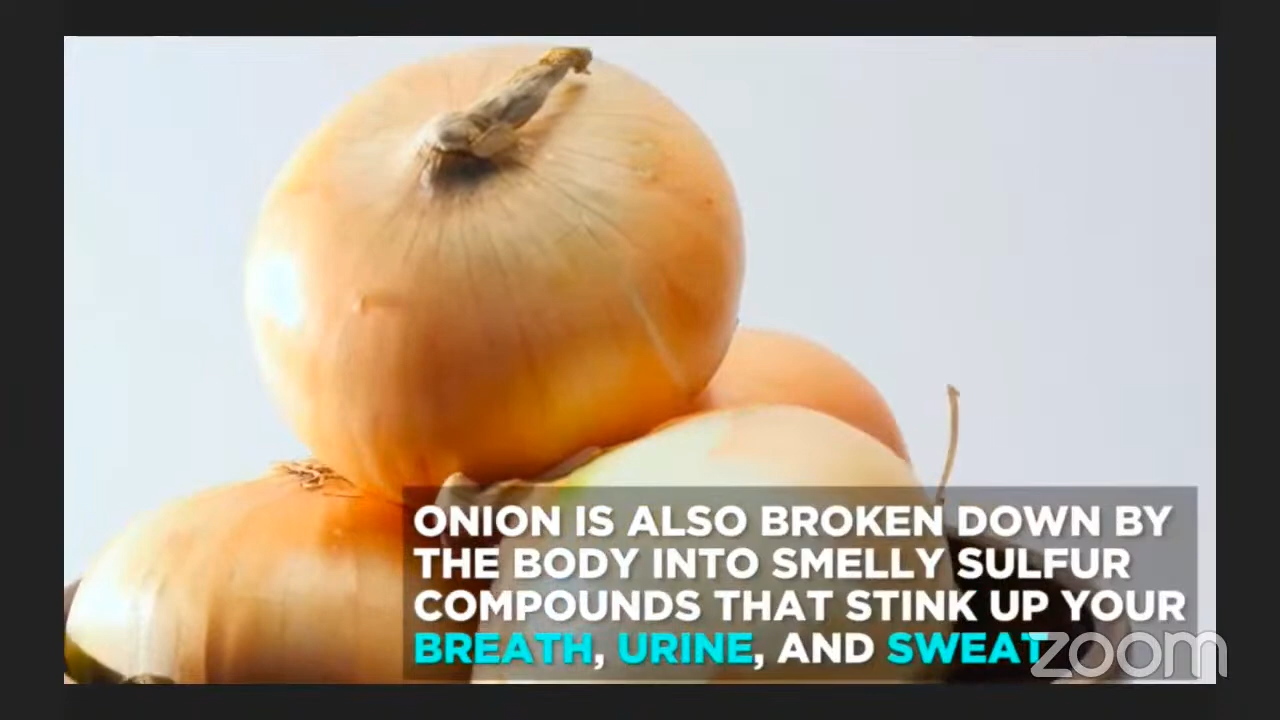 ONION IS ALSO BROKEN DOWN BY
THE BODY INTO SMELLY SULFUR
COMPOUNDS THAT STINK UP YOUR
BREATH, URINE, AND SWEAT
zoom